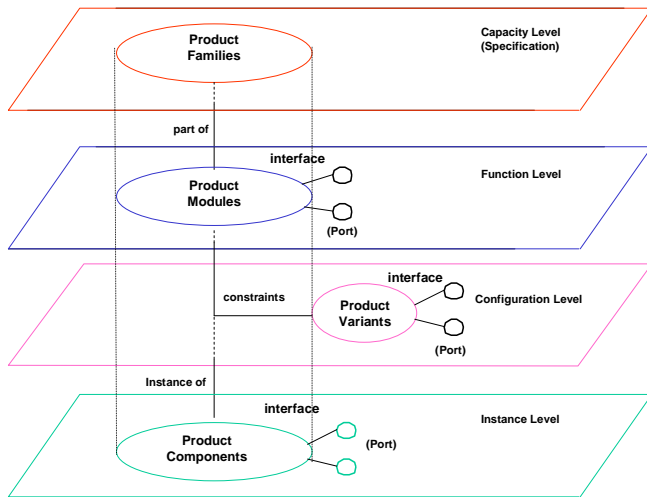 Product
Families
Capacity Level
(Specification)
part of
interface
Product
Modules
(Port)
Function Level
constraints
interface
Product
Variants
(Port)
Configuration Level
Instance of
interface
Product
Components
(Port)
Instance Level